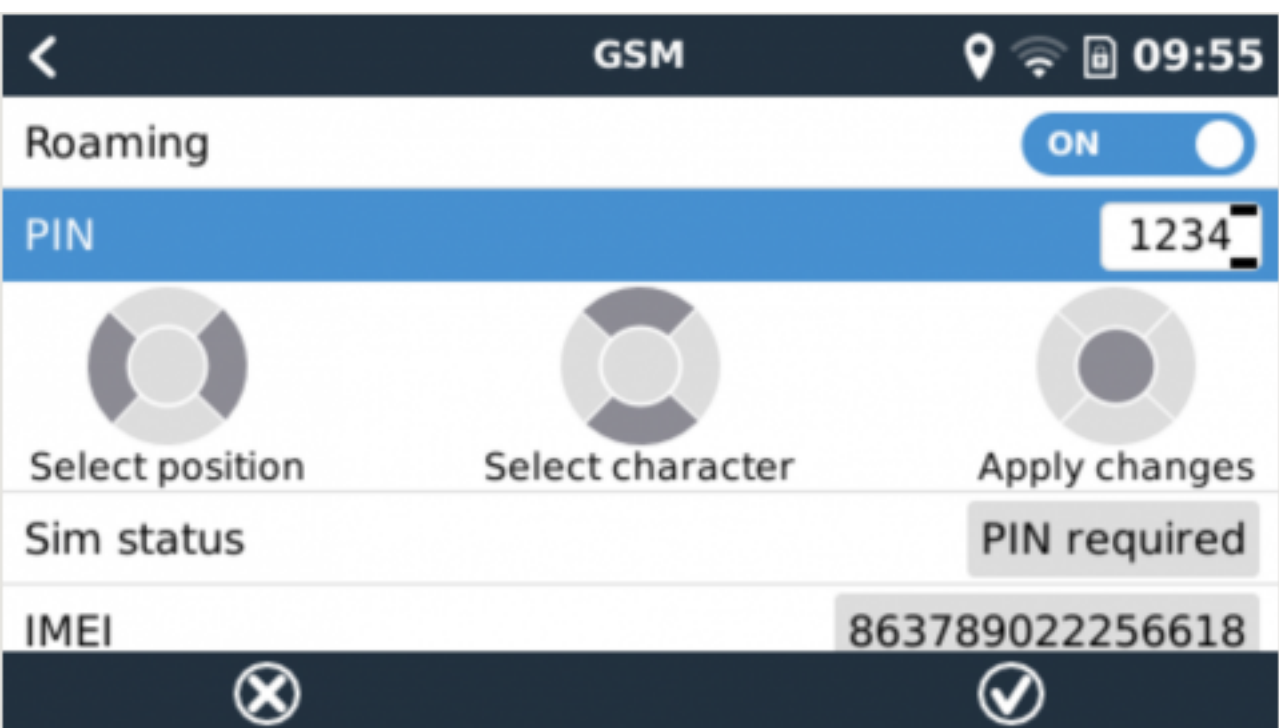 GSM 09:55
Roaming ON
PIN 1234
Select position Select character Apply changes
Sim status PIN required
IMEI 863789022256618